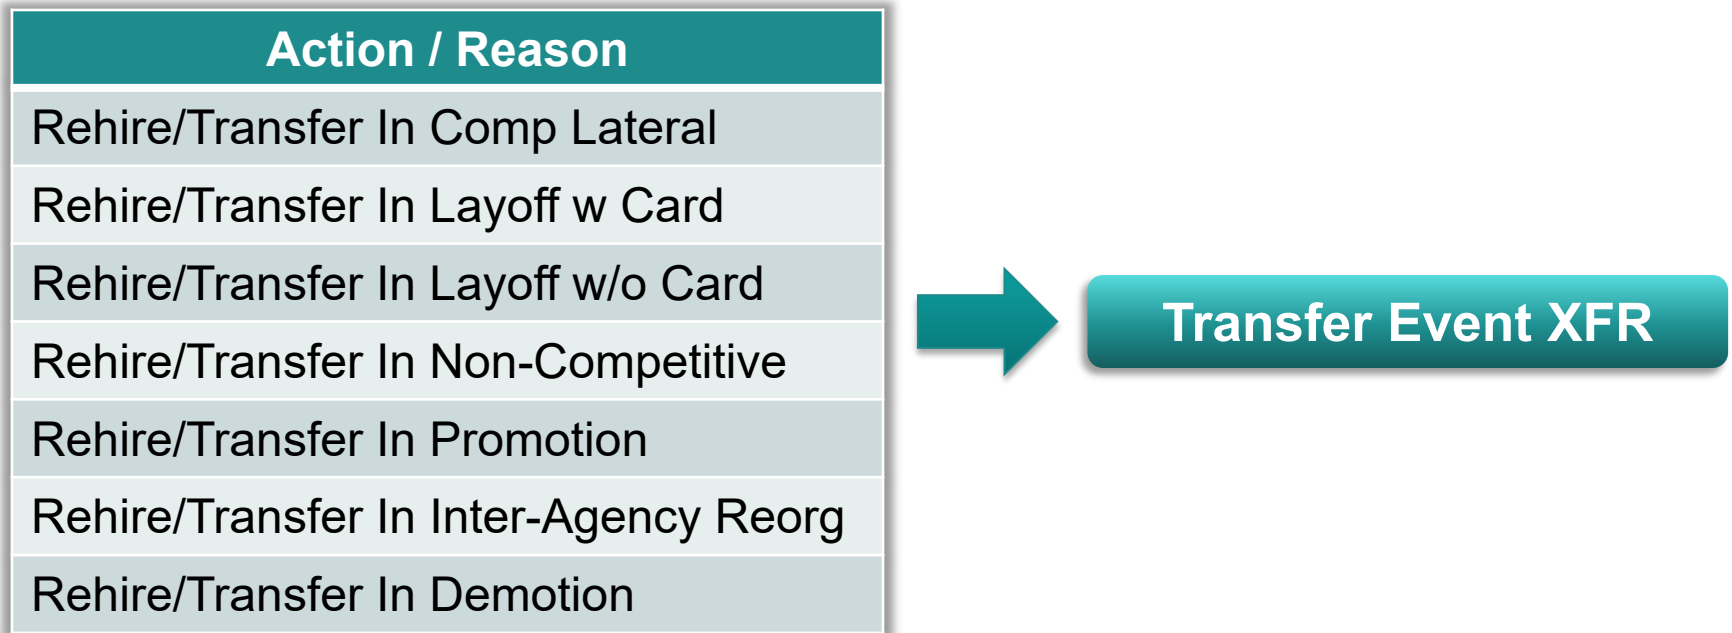 Action / Reason
Rehire/Transfer In Comp Lateral
Rehire/Transfer In Layoff w Card
Rehire/Transfer In Layoff w/o Card
Rehire/Transfer In Non-Competitive
Rehire/Transfer In Promotion
Rehire/Transfer In Inter-Agency Reorg
Rehire/Transfer In Demotion
Transfer Event XFR